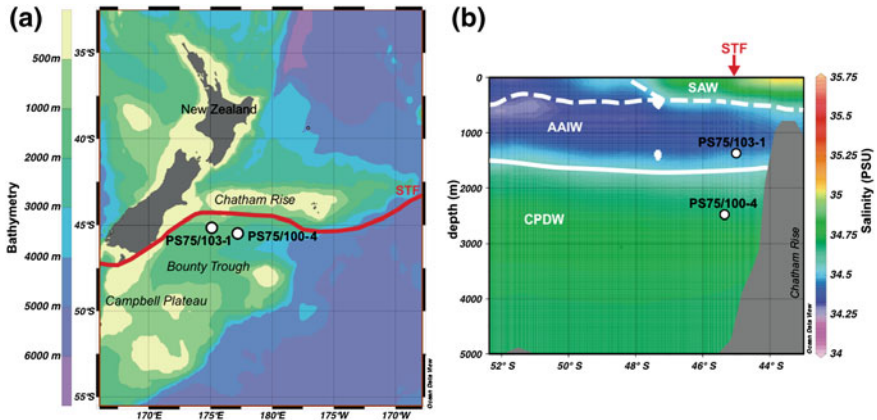 (a)
Bathymetry
500 m
1000 m
2000 m
3000 m
4000 m
5000 m
6000 m
35°S
40°S
45°S
50°S
55°S
New Zealand
Chatham Rise
STF
PS75/103-1
PS75/100-4
Bounty Trough
Campbell Plateau
170°E
175°E
180°E
175°W
170°W
Ocean Data View
(b)
STF
depth (m)
0
1000
2000
3000
4000
5000
SAW
AAIW
PS75/103-1
PS75/100-4
CPDW
Chatham Rise
52°S
50°S
48°S
46°S
44°S
Ocean Data View
35.75
35.5
35.25
35
34.75
34.5
34.25
34
Salinity (PSU)